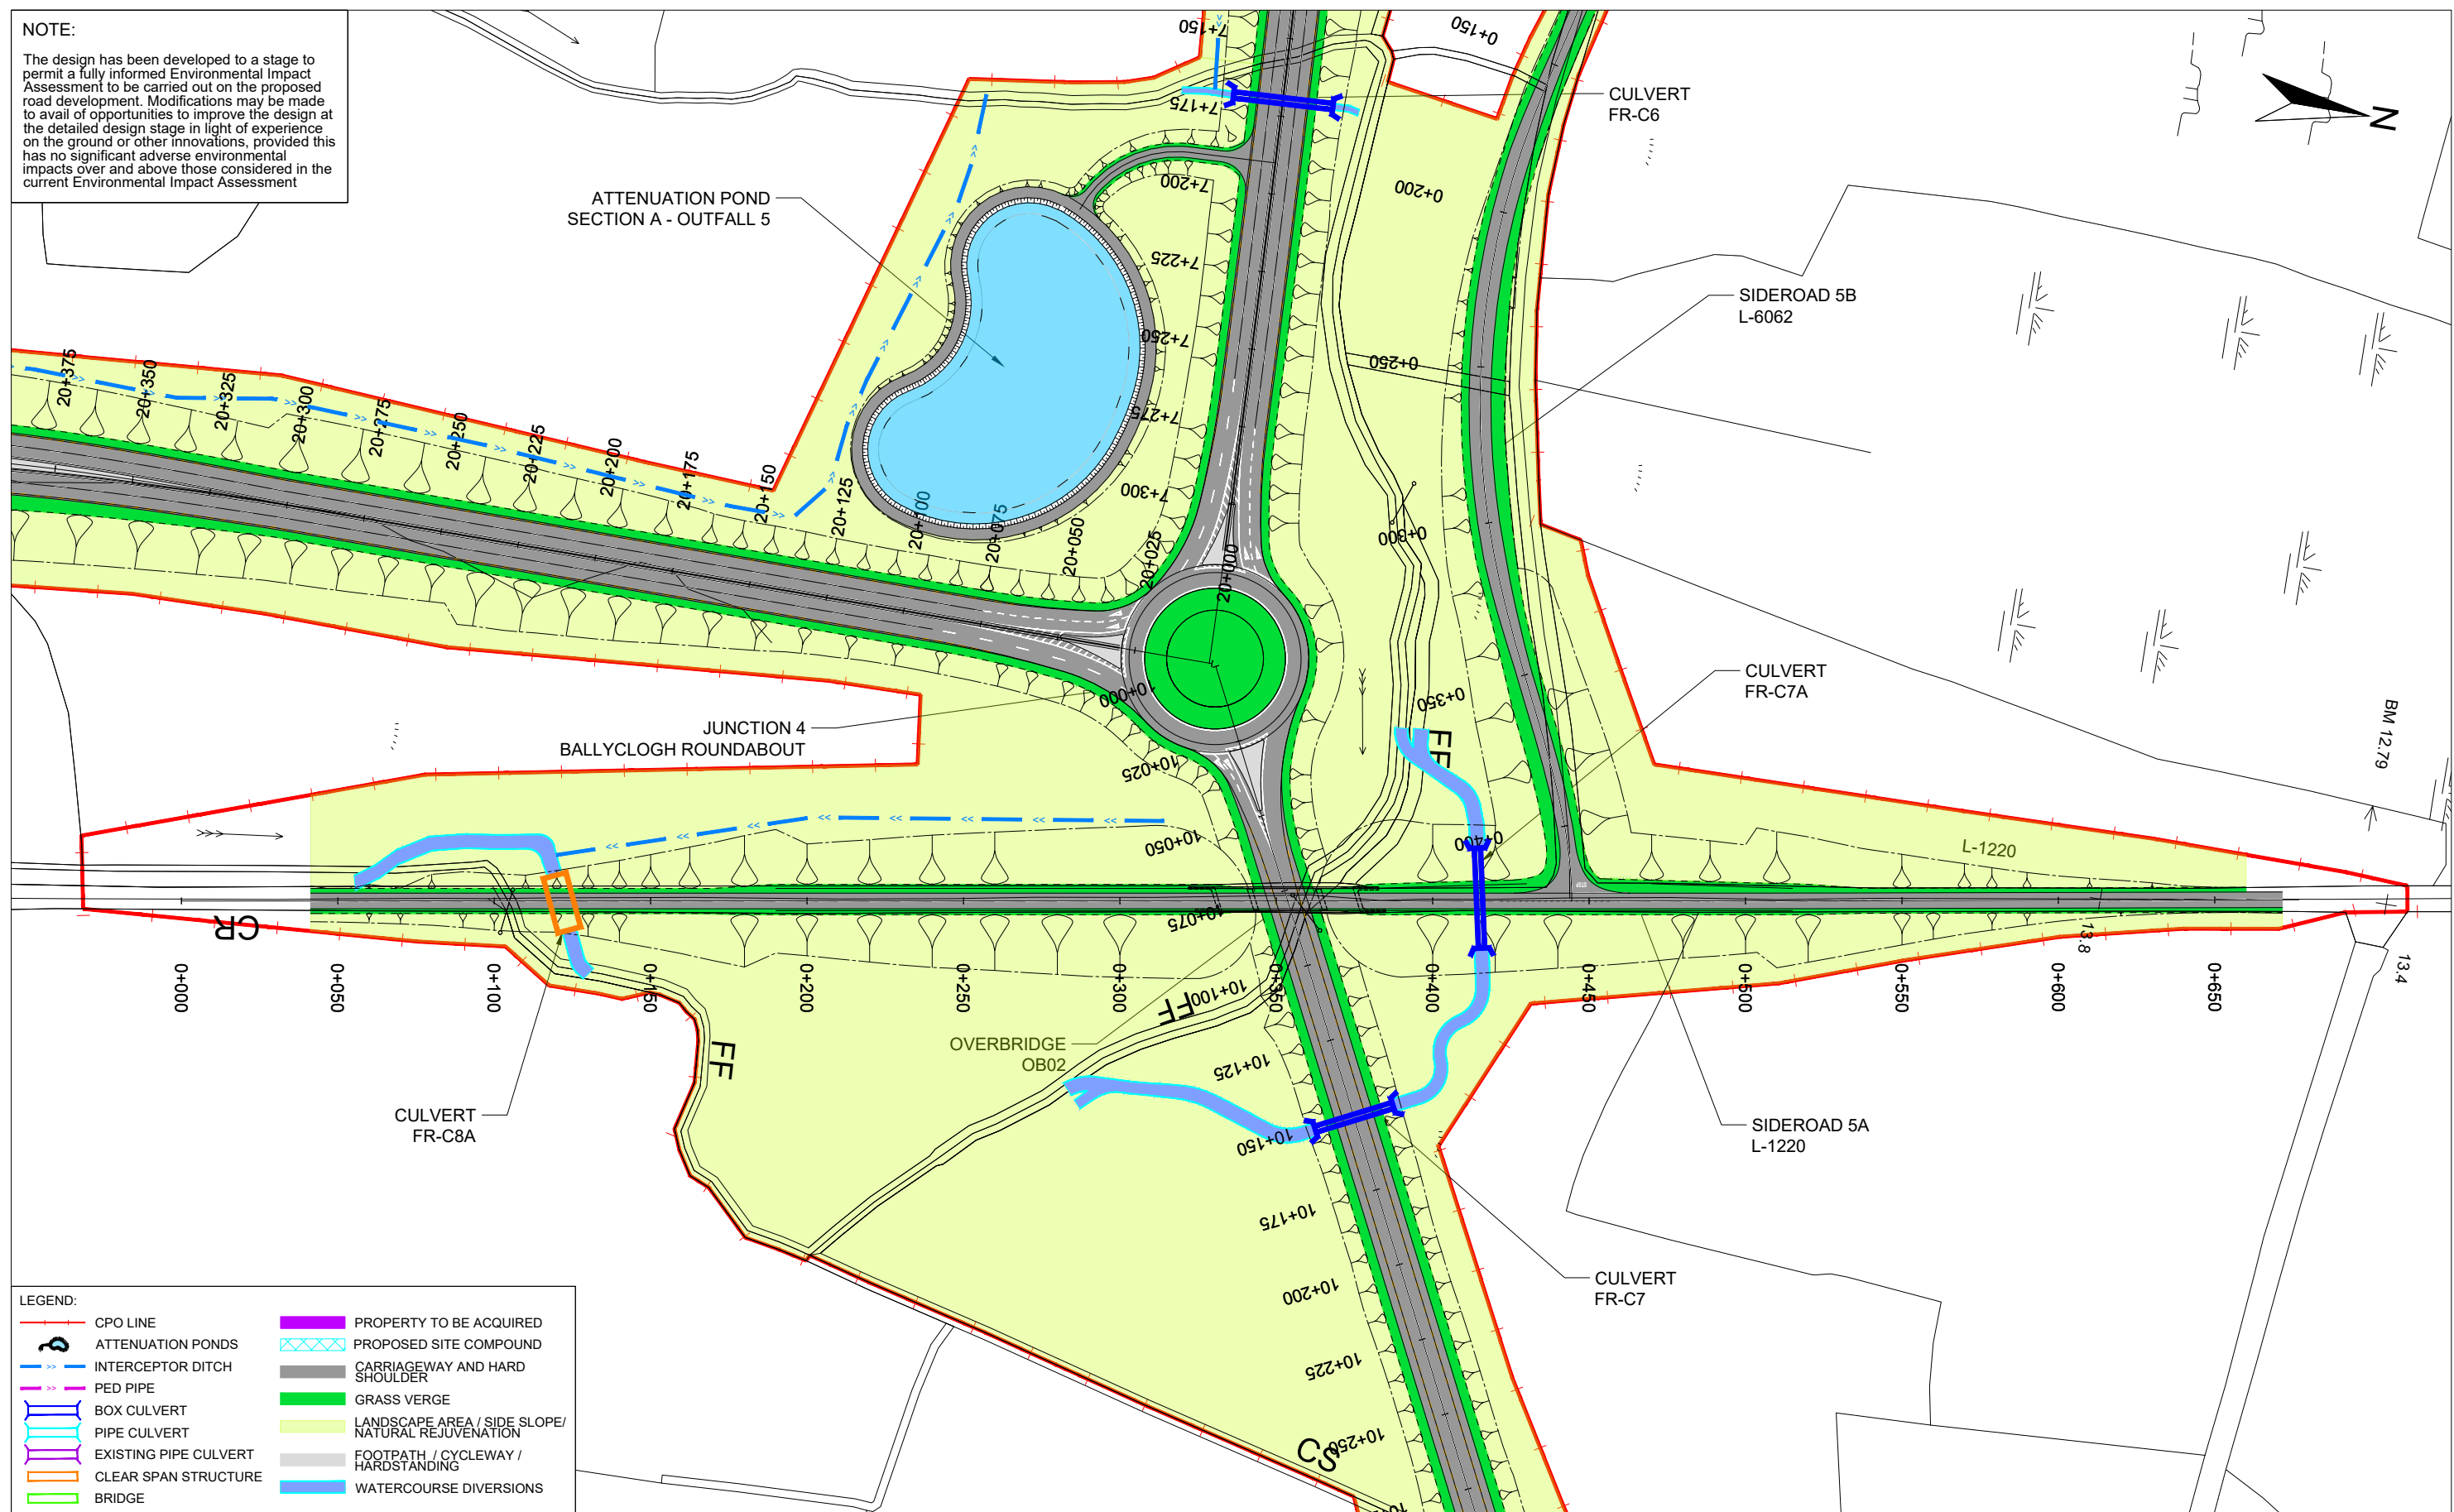 NOTE:
The design has been developed to a stage to
permit a fully informed Environmental Impact
Assessment to be carried out on the proposed
road development. Modifications may be made
to avail of opportunities to improve the design at
the detailed design stage in light of experience
on the ground or other innovations, provided this
has no significant adverse environmental
impacts over and above those considered in the
current Environmental Impact Assessment
7+150
0+150
CULVERT
FR-C6
N
7+175
ATTENUATION POND
SECTION A - OUTFALL 5
7+200
0+200
7+225
SIDEROAD 5B
L-6062
7+250
0+250
7+275
7+300
0+300
20+375
20+350
20+325
20+300
20+275
20+250
20+225
20+200
20+175
20+150
20+125
20+100
20+075
20+050
20+025
20+000
CULVERT
FR-C7A
10+000
0+350
JUNCTION 4
BALLYCLOGH ROUNDABOUT
BM 12.79
FF
10+025
10+050
0+400
L-1220
CR
10+075
13.8
13.4
0+000
0+050
0+100
0+150
0+200
0+250
0+300
0+350
0+400
0+450
0+500
0+550
0+600
0+650
10+100
FF
FF
OVERBRIDGE
OB02
10+125
CULVERT
FR-C8A
10+150
SIDEROAD 5A
L-1220
10+175
CULVERT
FR-C7
10+200
10+225
10+250
CS
LEGEND:
CPO LINE
ATTENUATION PONDS
INTERCEPTOR DITCH
PED PIPE
BOX CULVERT
PIPE CULVERT
EXISTING PIPE CULVERT
CLEAR SPAN STRUCTURE
BRIDGE
PROPERTY TO BE ACQUIRED
PROPOSED SITE COMPOUND
CARRIAGEWAY AND HARD
SHOULDER
GRASS VERGE
LANDSCAPE AREA / SIDE SLOPE/
NATURAL REJUVENATION
FOOTPATH / CYCLEWAY /
HARDSTANDING
WATERCOURSE DIVERSIONS